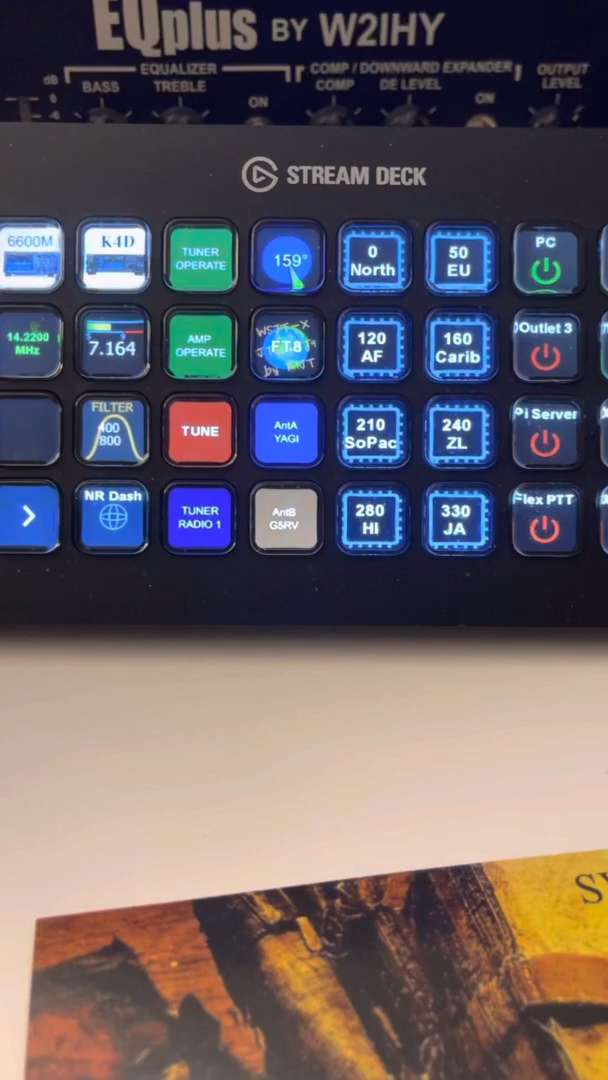 EQplus BY W2IHY
EQUALIZER
COMP / DOWNWARD EXPANDER
OUTPUT
LEVEL
dB
0
BASS
TREBLE
ON
COMP
DE LEVEL
ON
STREAM DECK
6600M
K4D
TUNER
OPERATE
159°
0
North
50
EU
PC
14.2200
MHz
7.164
AMP
OPERATE
FT8
120
AF
160
Carib
Outlet 3
FILTER
400
800
TUNE
AntA
YAGI
210
SoPac
240
ZL
Pi Server
NR Dash
TUNER
RADIO 1
AntB
G5RV
280
HI
330
JA
Flex PTT